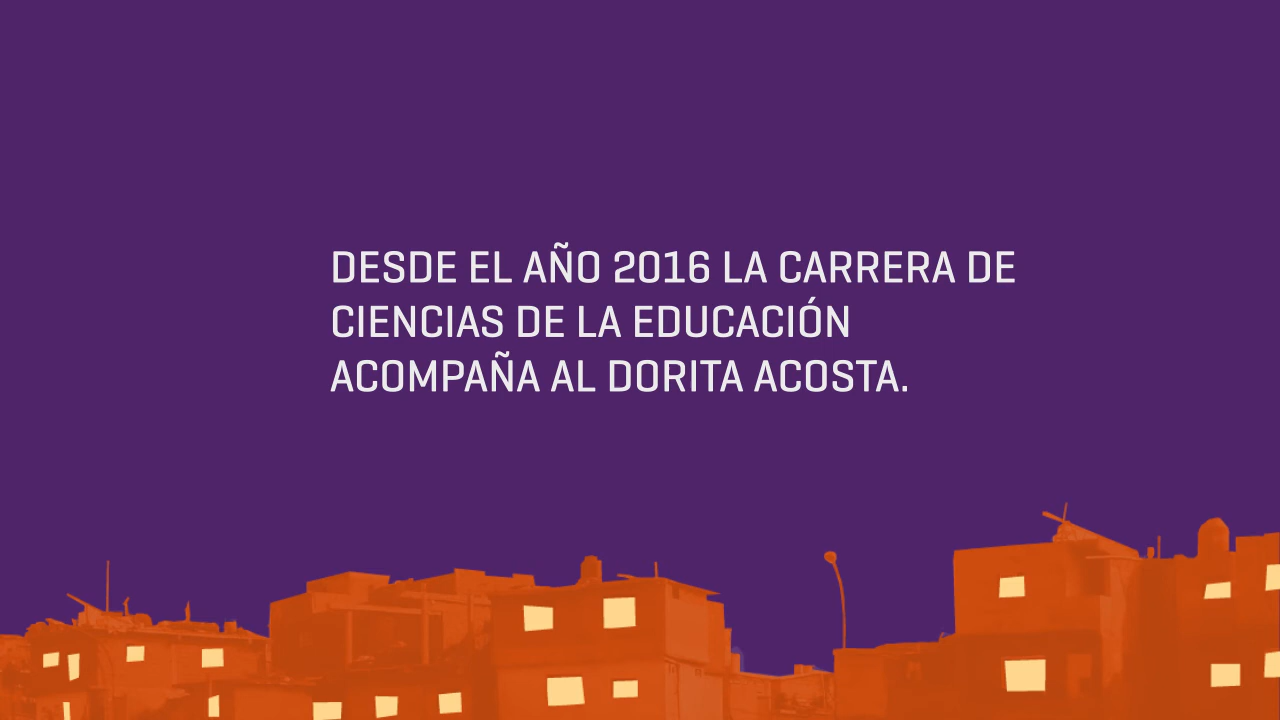 DESDE EL AÑO 2016 LA CARRERA DE
CIENCIAS DE LA EDUCACIÓN
ACOMPAÑA AL DORITA ACOSTA.